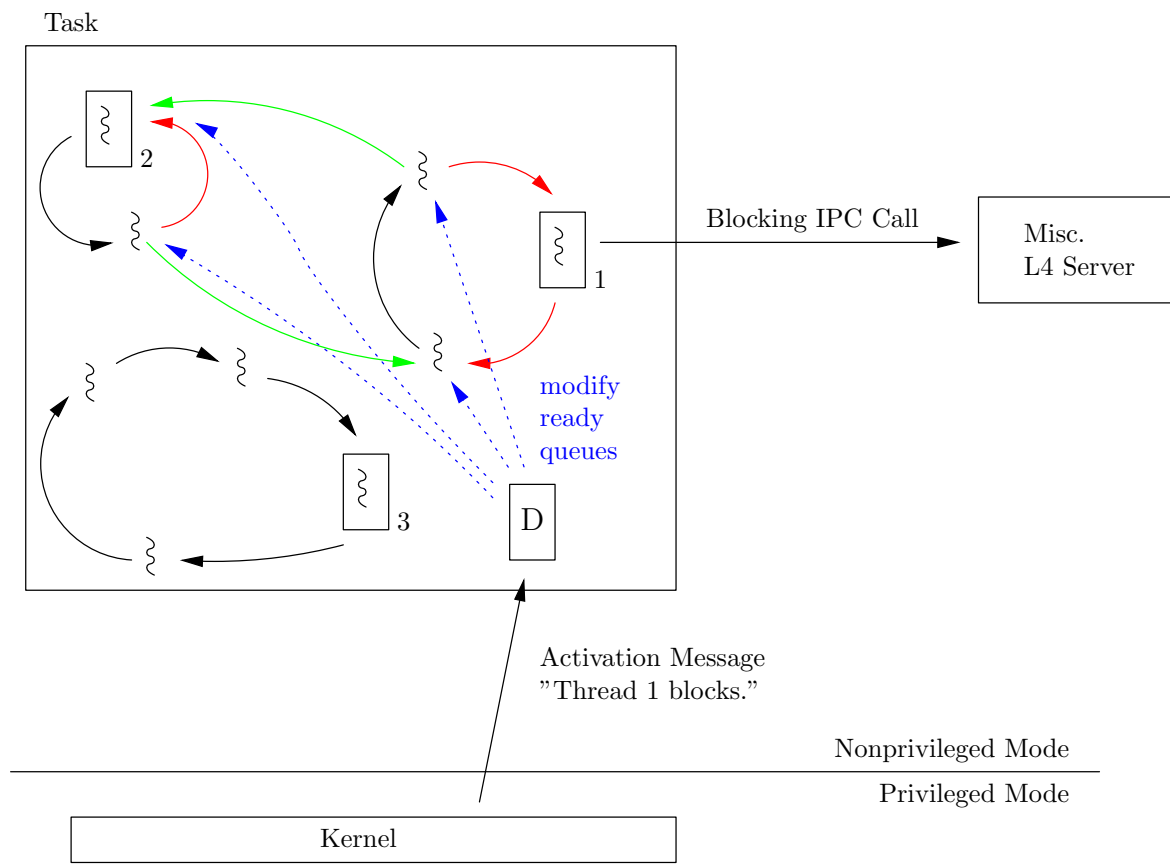 Task
2
Blocking IPC Call
Misc.
L4 Server
1
modify
ready
queues
3
D
Activation Message
”Thread 1 blocks.”
Nonprivileged Mode
Privileged Mode
Kernel